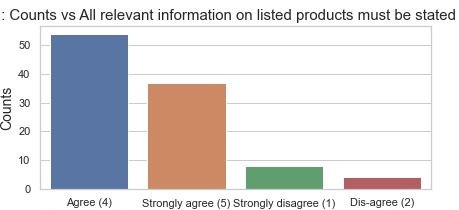 : Counts vs All relevant information on listed products must be stated
50
40
30
20
10
0
Counts
Agree (4) Strongly agree (5) Strongly disagree (1) Dis-agree (2)